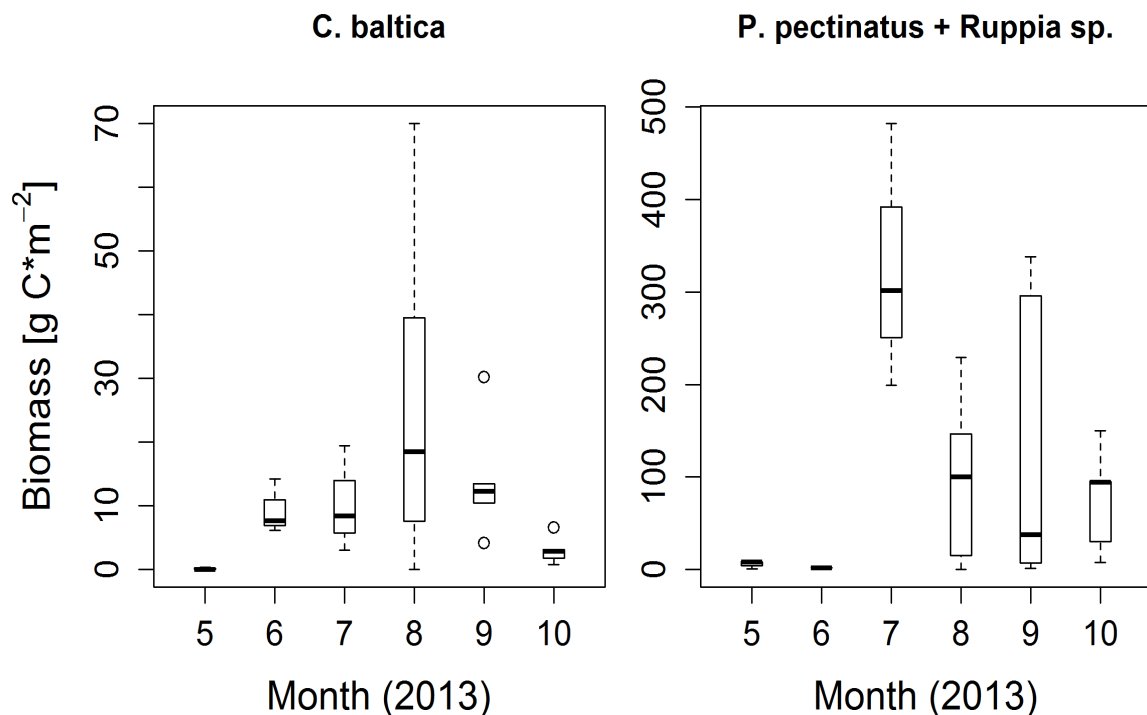 C. baltica
P. pectinatus + Ruppia sp.
Biomass [g C*m⁻²]
70
50
30
10
0
5 6 7 8 9 10
Month (2013)
500
400
300
200
100
0
5 6 7 8 9 10
Month (2013)